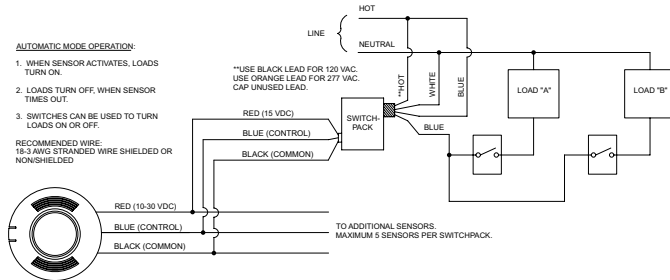 HOT
LINE
NEUTRAL
AUTOMATIC MODE OPERATION:
1. WHEN SENSOR ACTIVATES, LOADS
TURN ON.
2. LOADS TURN OFF, WHEN SENSOR
TIMES OUT.
3. SWITCHES CAN BE USED TO TURN
LOADS ON OR OFF.
RECOMMENDED WIRE:
18-3 AWG STRANDED WIRE SHIELDED OR
NON/SHIELDED
**USE BLACK LEAD FOR 120 VAC.
USE ORANGE LEAD FOR 277 VAC.
CAP UNUSED LEAD.
**HOT
WHITE
BLUE
LOAD "A"
LOAD "B"
RED (15 VDC)
BLUE (CONTROL)
BLACK (COMMON)
SWITCH-
PACK
BLUE
RED (10-30 VDC)
BLUE (CONTROL)
BLACK (COMMON)
TO ADDITIONAL SENSORS.
MAXIMUM 5 SENSORS PER SWITCHPACK.